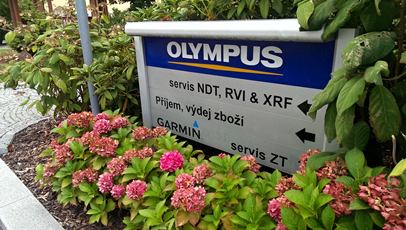 OLYMPUS
servis NDT, RVI & XRF
Příjem, výdej zboží
GARMIN
servis ZT